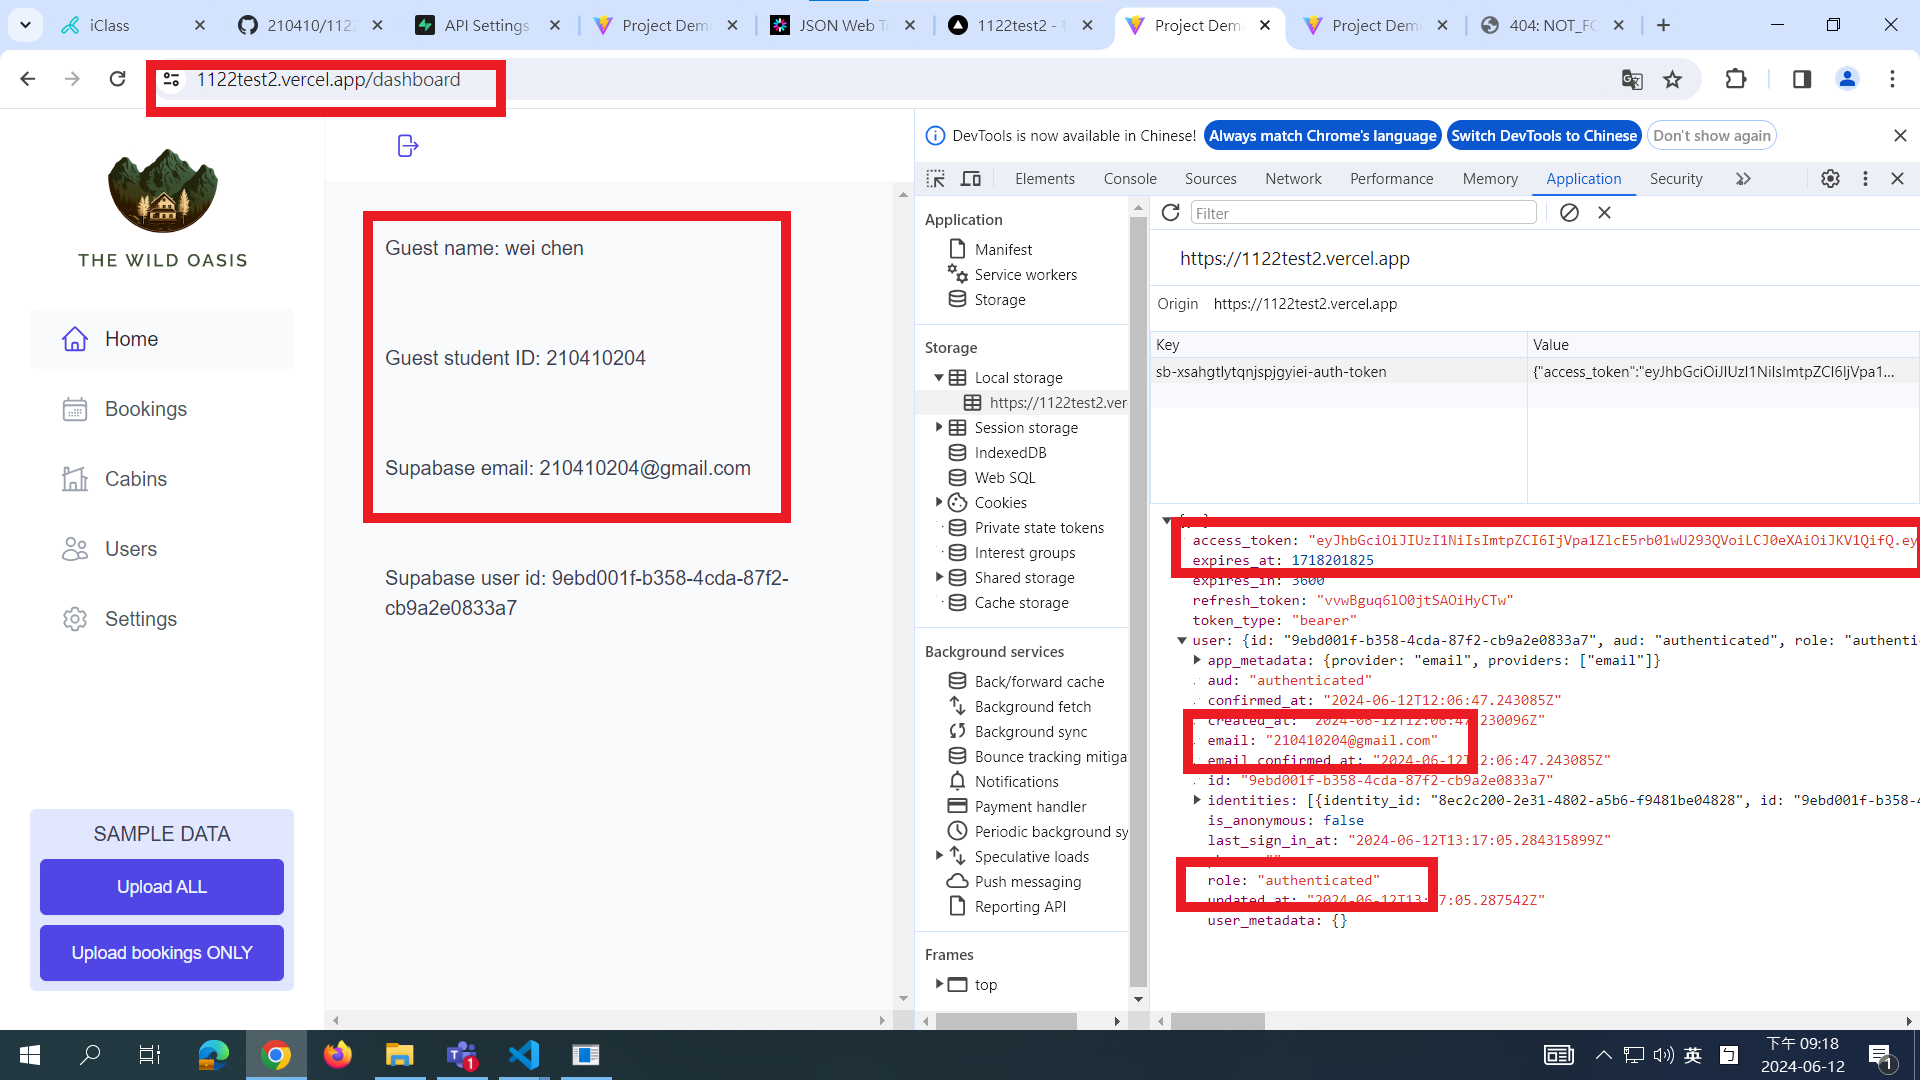 iClass
210410/112
API Settings
Project Dem
JSON Web T
1122test2 -
Project Dem
Project Dem
404: NOT_FO
1122test2.vercel.app/dashboard
THE WILD OASIS
Home
Bookings
Cabins
Users
Settings
SAMPLE DATA
Upload ALL
Upload bookings ONLY
Guest name: wei chen
Guest student ID: 210410204
Supabase email: 210410204@gmail.com
Supabase user id: 9ebd001f-b358-4cda-87f2-
cb9a2e0833a7
DevTools is now available in Chinese!
Always match Chrome's language
Switch DevTools to Chinese
Don't show again
Elements
Console
Sources
Network
Performance
Memory
Application
Security
Application
Manifest
Service workers
Storage
Storage
Local storage
https://1122test2.ver
Session storage
IndexedDB
Web SQL
Cookies
Private state tokens
Interest groups
Shared storage
Cache storage
Background services
Back/forward cache
Background fetch
Background sync
Bounce tracking mitiga
Notifications
Payment handler
Periodic background sy
Speculative loads
Push messaging
Reporting API
Frames
top
Filter
https://1122test2.vercel.app
Origin https://1122test2.vercel.app
Key Value
sb-xsahgtlytqnjspjgyiei-auth-token {"access_token":"eyJhbGciOiJIUzI1NiIsImtpZCI6IjVpa1...
access_token: "eyJhbGciOiJIUzI1NiIsImtpZCI6IjVpa1ZlcE5rb01wU293QVoiLCJ0eXAiOiJKV1QifQ.ey
expires_at: 1718201825
expires_in: 3600
refresh_token: "vvwBguq6lO0jtSAOiHyCTw"
token_type: "bearer"
user: {id: "9ebd001f-b358-4cda-87f2-cb9a2e0833a7", aud: "authenticated", role: "authenti
app_metadata: {provider: "email", providers: ["email"]}
aud: "authenticated"
confirmed_at: "2024-06-12T12:06:47.243085Z"
created_at: "2024-06-12T12:06:47.230096Z"
email: "210410204@gmail.com"
email_confirmed_at: "2024-06-12T12:06:47.243085Z"
id: "9ebd001f-b358-4cda-87f2-cb9a2e0833a7"
identities: [{identity_id: "8ec2c200-2e31-4802-a5b6-f9481be04828", id: "9ebd001f-b358-4
is_anonymous: false
last_sign_in_at: "2024-06-12T13:17:05.284315899Z"
role: "authenticated"
updated_at: "2024-06-12T13:17:05.287542Z"
user_metadata: {}
1
英
下午 09:18
2024-06-12
1